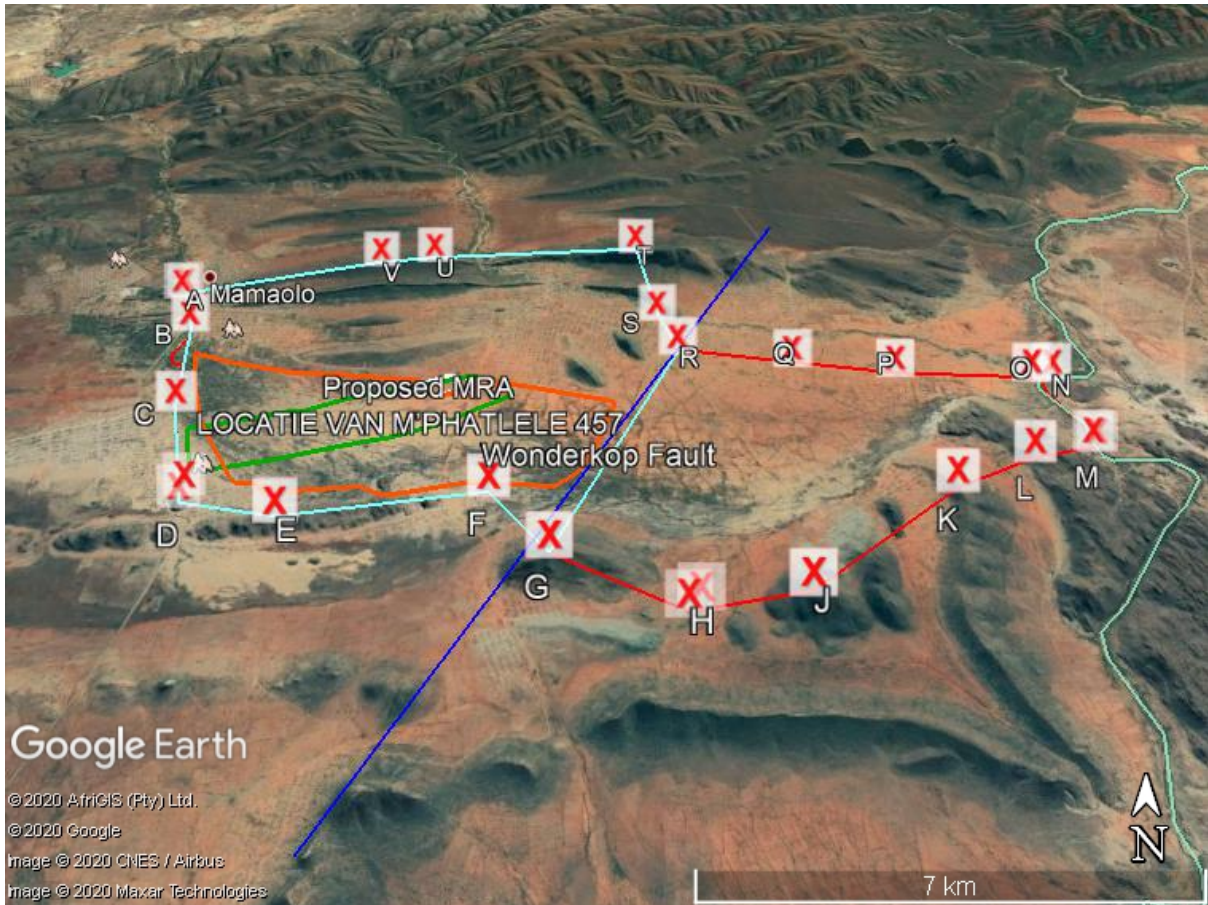 V
U
T
A
Mamaolo
B
S
R
Q
P
O
N
C
Proposed MRA
LOCATIE VAN M'PHATLELE 457
Wonderkop Fault
M
L
K
D
E
F
G
H
J
Google Earth
© 2020 AfriGIS (Pty) Ltd.
© 2020 Google
Image © 2020 CNES / Airbus
Image © 2020 Maxar Technologies
N
7 km